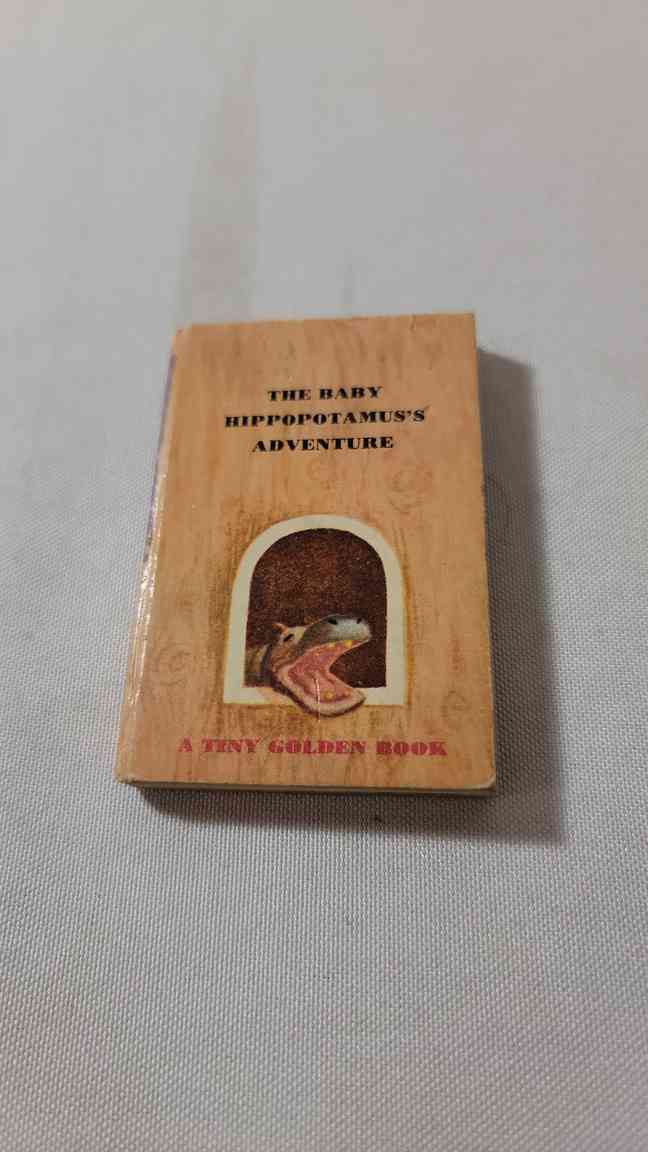 THE BABY
HIPPOPOTAMUS'S
ADVENTURE
A TINY GOLDEN BOOK